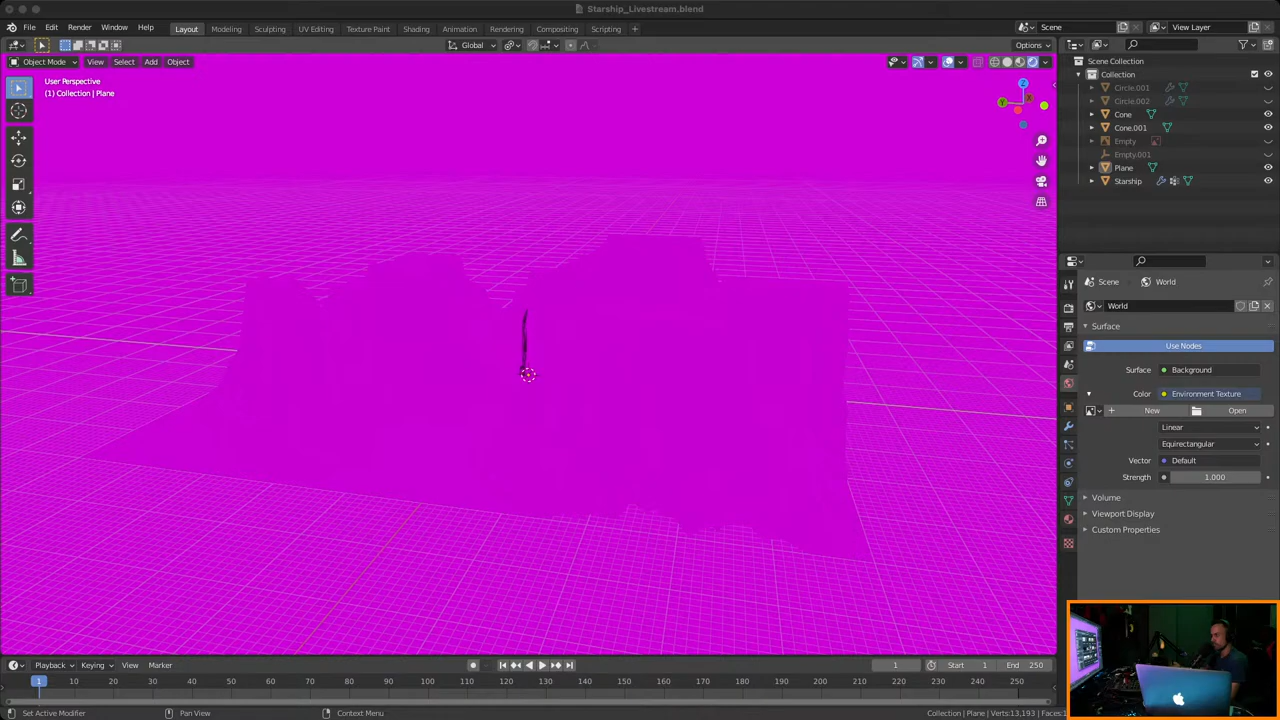 Starship_Livestream.blend
File Edit Render Window Help Layout Modeling Sculpting UV Editing Texture Paint Shading Animation Rendering Compositing Scripting Scene View Layer
Global Options
Object Mode View Select Add Object
User Perspective
(1) Collection | Plane
Scene Collection
Collection
Circle.001
Circle.002
Cone
Cone.001
Empty
Empty.001
Plane
Starship
Scene World
World
Surface
Use Nodes
Surface Background
Color Environment Texture
New Open
Linear
Equirectangular
Vector Default
Strength 1.000
Volume
Viewport Display
Custom Properties
Playback Keying View Marker 1 Start 1 End 250
1 10 20 30 40 50 60 70 80 90 100 110 120 130 140 150 160 170 180 190 200 210 220 230 240 250
Set Active Modifier Pan View Context Menu Collection | Plane Verts:13,193 Faces:1